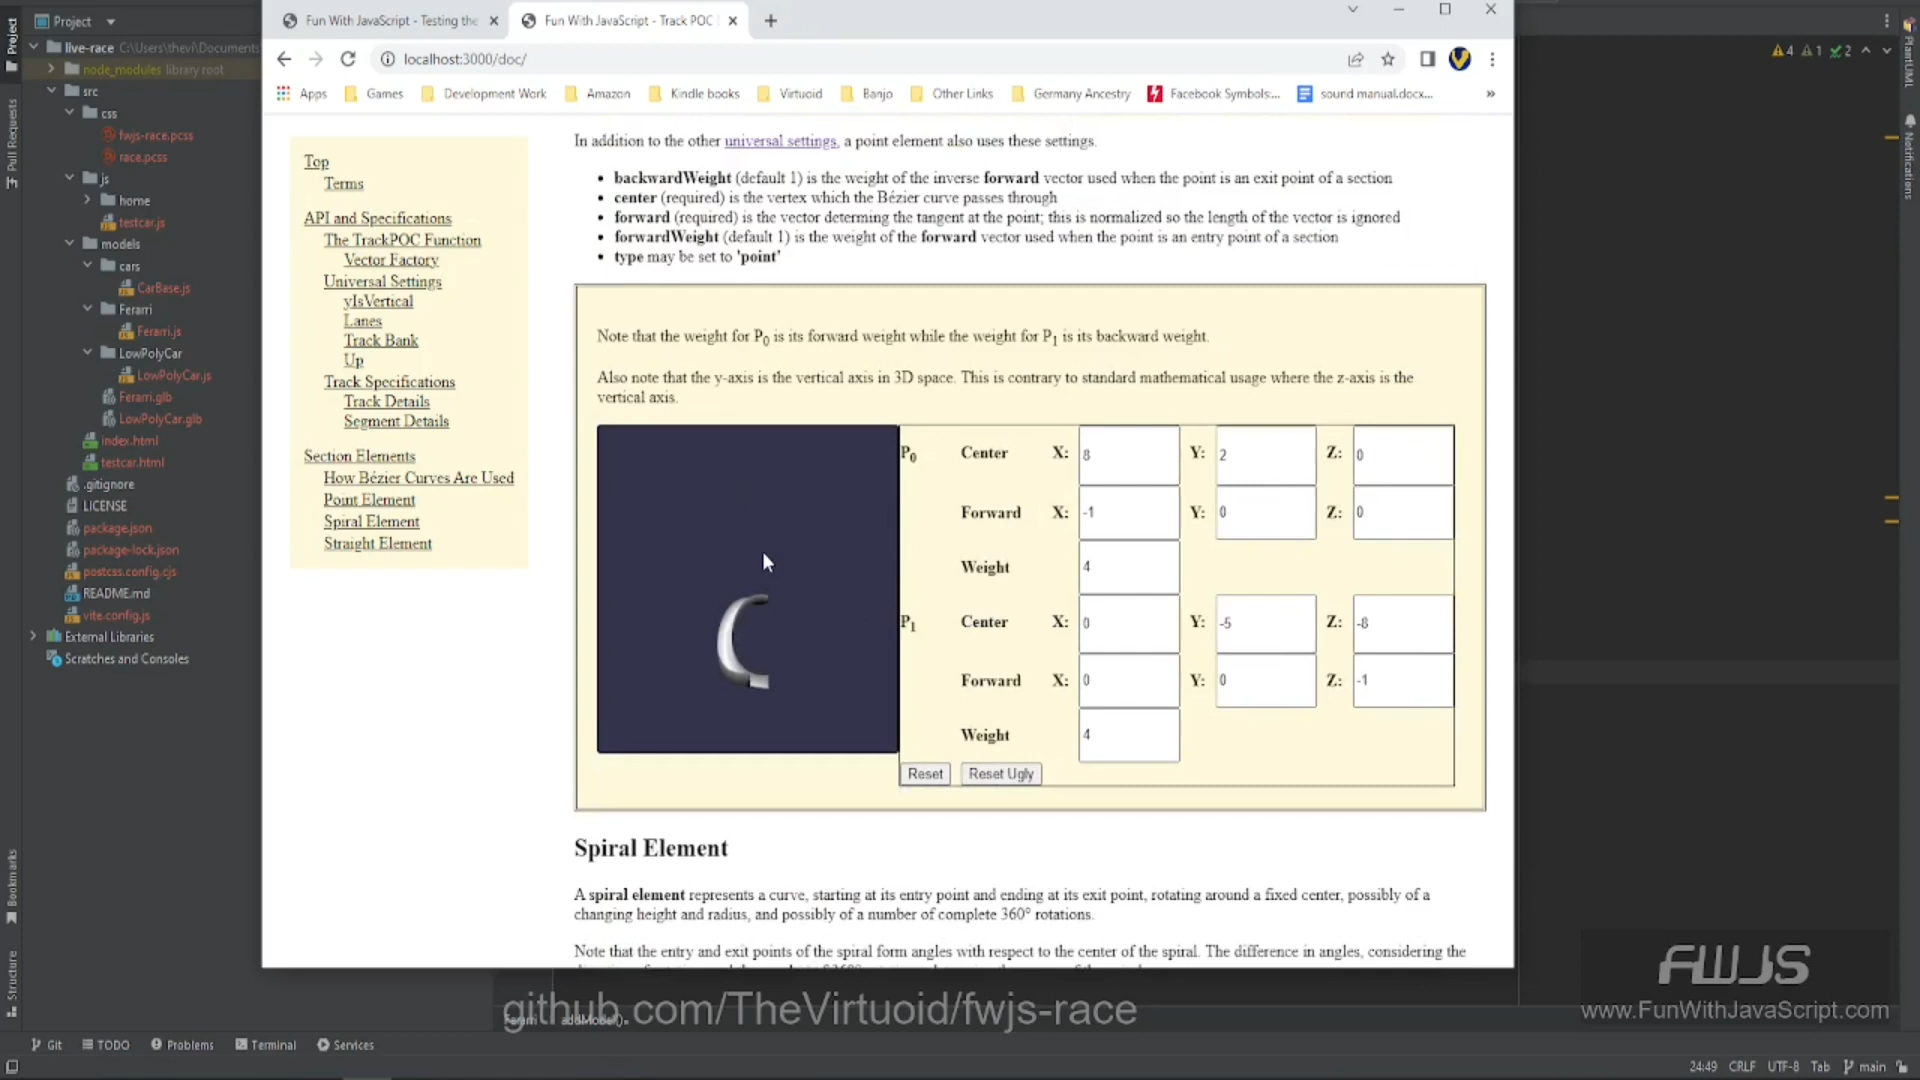 Project
live-race C:\Users\thevi\Documents
node_modules library root
src
css
fwjs-race.pcss
race.pcss
js
home
testcar.js
models
cars
CarBase.js
Ferarri
Ferarri.js
LowPolyCar
LowPolyCar.js
Ferarri.glb
LowPolyCar.glb
index.html
testcar.html
.gitignore
LICENSE
package.json
package-lock.json
postcss.config.cjs
README.md
vite.config.js
External Libraries
Scratches and Consoles
Project
Pull Requests
Bookmarks
Structure
Fun With JavaScript - Testing the
Fun With JavaScript - Track POC
localhost:3000/doc/
Apps Games Development Work Amazon Kindle books Virtuoid Banjo Other Links Germany Ancestry Facebook Symbols:... sound manual.docx... »
Top
Terms
API and Specifications
The TrackPOC Function
Vector Factory
Universal Settings
yIsVertical
Lanes
Track Bank
Up
Track Specifications
Track Details
Segment Details
Section Elements
How Bézier Curves Are Used
Point Element
Spiral Element
Straight Element
In addition to the other universal settings, a point element also uses these settings.
• backwardWeight (default 1) is the weight of the inverse forward vector used when the point is an exit point of a section
• center (required) is the vertex which the Bézier curve passes through
• forward (required) is the vector determing the tangent at the point; this is normalized so the length of the vector is ignored
• forwardWeight (default 1) is the weight of the forward vector used when the point is an entry point of a section
• type may be set to 'point'
Note that the weight for P0 is its forward weight while the weight for P1 is its backward weight.
Also note that the y-axis is the vertical axis in 3D space. This is contrary to standard mathematical usage where the z-axis is the
vertical axis.
P0 Center X: 8 Y: 2 Z: 0
Forward X: -1 Y: 0 Z: 0
Weight 4
P1 Center X: 0 Y: -5 Z: -8
Forward X: 0 Y: 0 Z: -1
Weight 4
Reset Reset Ugly
Spiral Element
A spiral element represents a curve, starting at its entry point and ending at its exit point, rotating around a fixed center, possibly of a
changing height and radius, and possibly of a number of complete 360° rotations.
Note that the entry and exit points of the spiral form angles with respect to the center of the spiral. The difference in angles, considering the
4 1 2
PlantUML
Notifications
github.com/TheVirtuoid/fwjs-race
Ferarri addModel()
FWJS
www.FunWithJavaScript.com
Git TODO Problems Terminal Services
24:49 CRLF UTF-8 Tab main